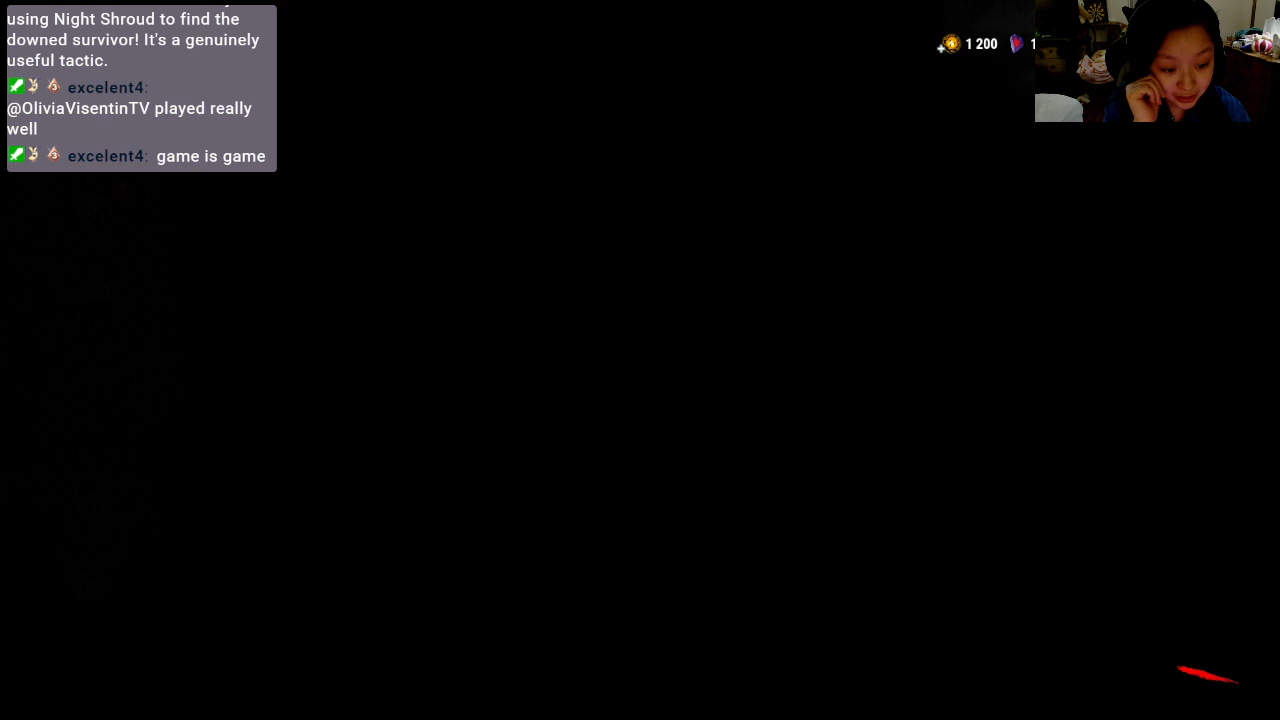 using Night Shroud to find the
downed survivor! It's a genuinely
useful tactic.
excelent4:
@OliviaVisentinTV played really
well
excelent4: game is game
1 200
1